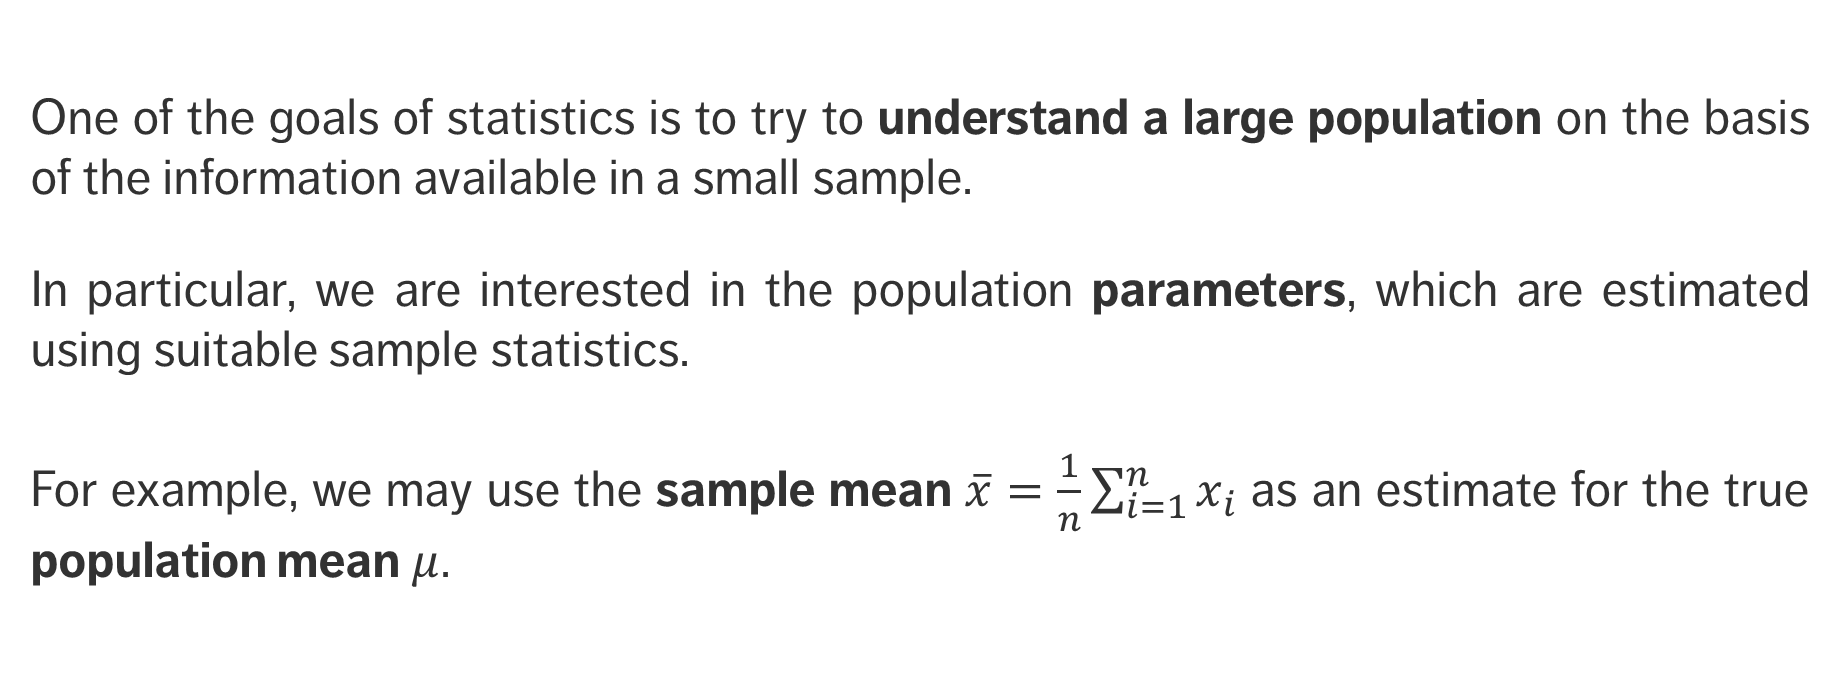 One of the goals of statistics is to try to understand a large population on the basis
of the information available in a small sample.
In particular, we are interested in the population parameters, which are estimated
using suitable sample statistics.
For example, we may use the sample mean x̄ = 1/n ∑ᵢ₌₁ⁿ xᵢ as an estimate for the true
population mean μ.